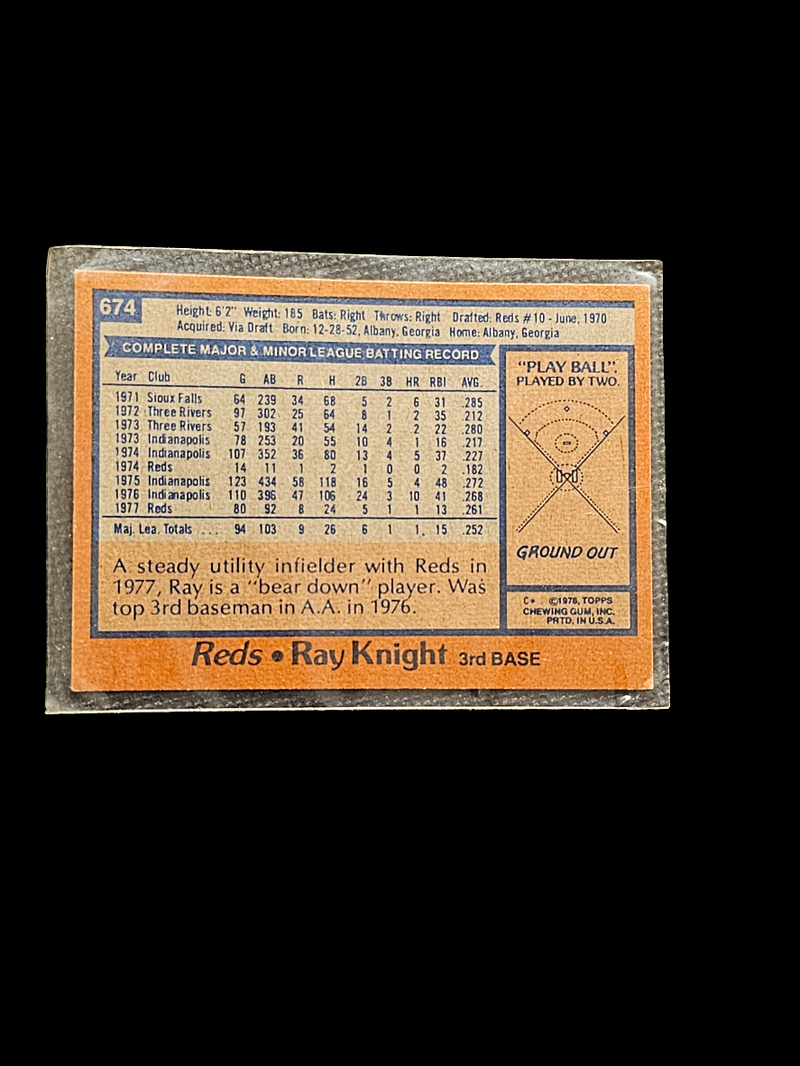 674
Height: 6'2" Weight: 185 Bats: Right Throws: Right Drafted: Reds #10 - June, 1970
Acquired: Via Draft Born: 12-28-52, Albany, Georgia Home: Albany, Georgia
COMPLETE MAJOR & MINOR LEAGUE BATTING RECORD
Year Club G AB R H 2B 3B HR RBI AVG.
1971 Sioux Falls 64 239 34 68 5 2 6 31 .285
1972 Three Rivers 97 302 25 64 8 1 2 35 .212
1973 Three Rivers 57 193 41 54 14 2 2 22 .280
1973 Indianapolis 78 253 20 55 10 4 1 16 .217
1974 Indianapolis 107 352 36 80 13 4 5 37 .227
1974 Reds 14 11 1 2 1 0 0 2 .182
1975 Indianapolis 123 434 58 118 16 5 4 48 .272
1976 Indianapolis 110 396 47 106 24 3 10 41 .268
1977 Reds 80 92 8 24 5 1 1 13 .261
Maj. Lea. Totals .... 94 103 9 26 6 1 1 15 .252
A steady utility infielder with Reds in
1977, Ray is a "bear down" player. Was
top 3rd baseman in A.A. in 1976.
"PLAY BALL".
PLAYED BY TWO.
GROUND OUT
C* ©1978, TOPPS
CHEWING GUM, INC.
PRTD. IN U.S.A.
Reds • Ray Knight 3rd BASE